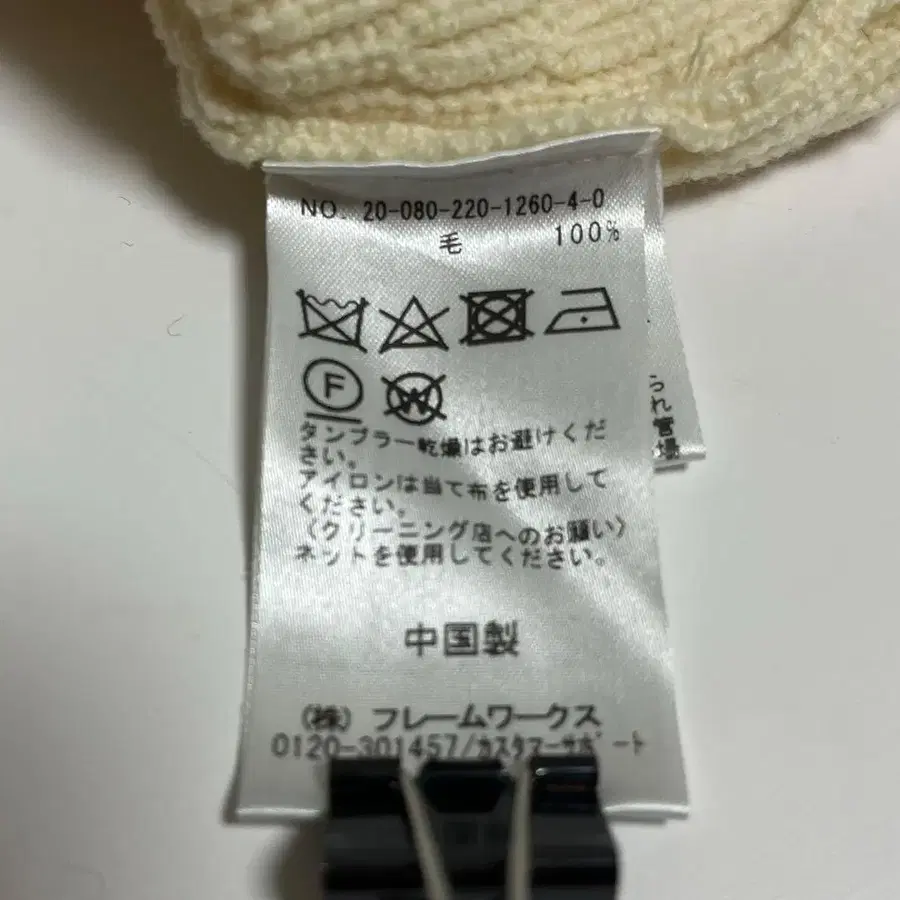 NO. 20-080-220-1260-4-0
毛 100%
F
W
タンブラー乾燥はお避けくだ
さい。
アイロンは当て布を使用して
ください。
〈クリーニング店へのお願い〉
ネットを使用してください。
中国製
(株) フレームワークス
0120-301457/カスタマーサポート
られ管場